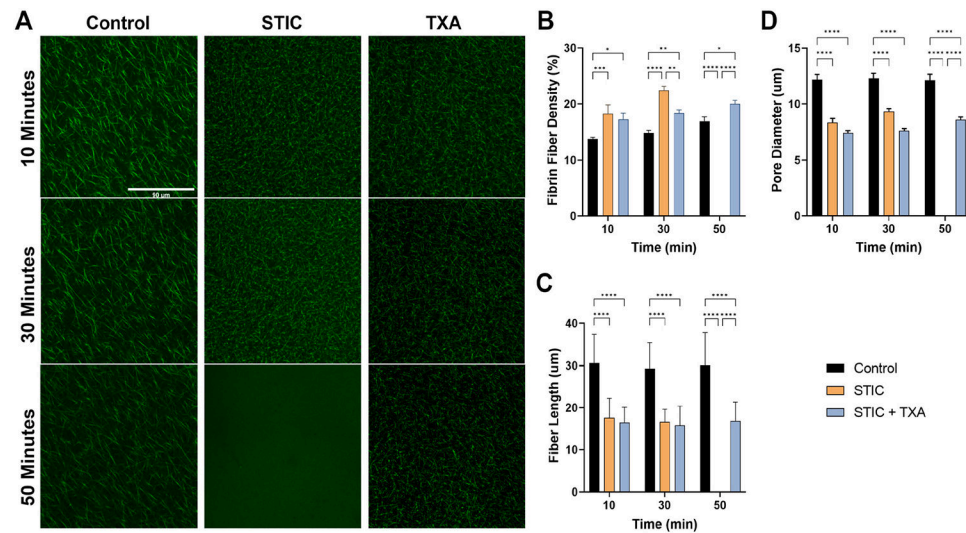 A
Control
STIC
TXA
10 Minutes
30 Minutes
50 Minutes
10 um
B
Fibrin Fiber Density (%)
30
20
10
0
* ** *
*** **** ** **** ****
10 30 50
Time (min)
C
Fiber Length (um)
40
30
20
10
0
**** **** ****
**** **** **** ****
10 30 50
Time (min)
D
Pore Diameter (um)
15
10
5
0
**** **** ****
**** **** **** ****
10 30 50
Time (min)
Control
STIC
STIC + TXA